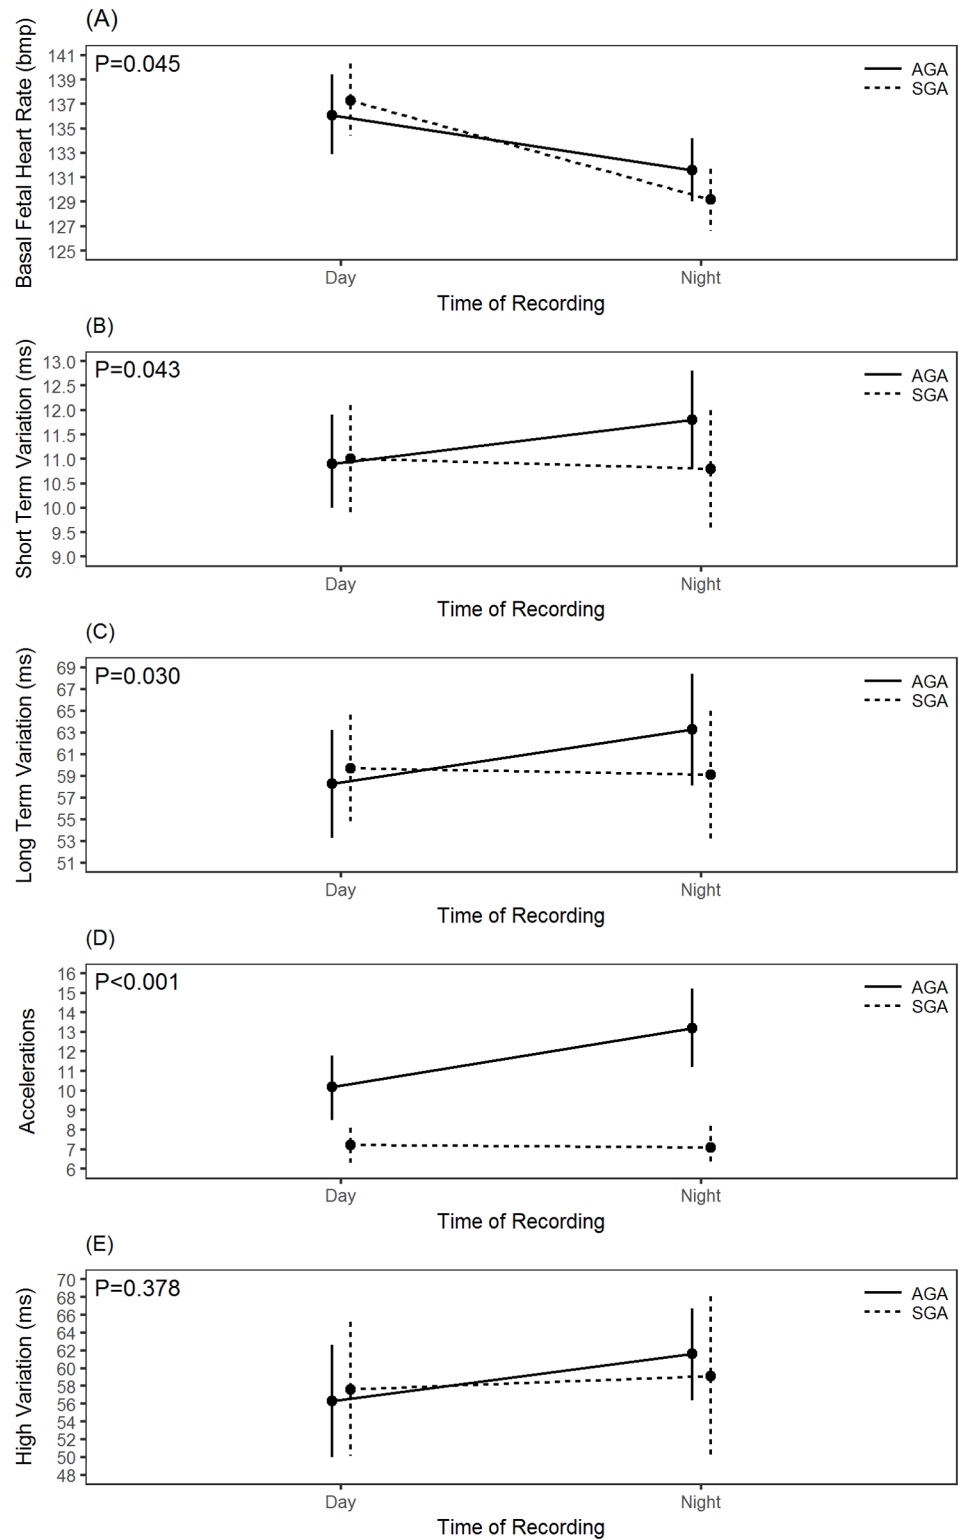 (A)
Basal Fetal Heart Rate (bmp)
141
139
137
135
133
131
129
127
125
P=0.045
AGA
SGA
Day
Night
Time of Recording
(B)
Short Term Variation (ms)
13.0
12.5
12.0
11.5
11.0
10.5
10.0
9.5
9.0
P=0.043
AGA
SGA
Day
Night
Time of Recording
(C)
Long Term Variation (ms)
69
67
65
63
61
59
57
55
53
51
P=0.030
AGA
SGA
Day
Night
Time of Recording
(D)
Accelerations
16
15
14
13
12
11
10
9
8
7
6
P<0.001
AGA
SGA
Day
Night
Time of Recording
(E)
High Variation (ms)
70
68
66
64
62
60
58
56
54
52
50
48
P=0.378
AGA
SGA
Day
Night
Time of Recording